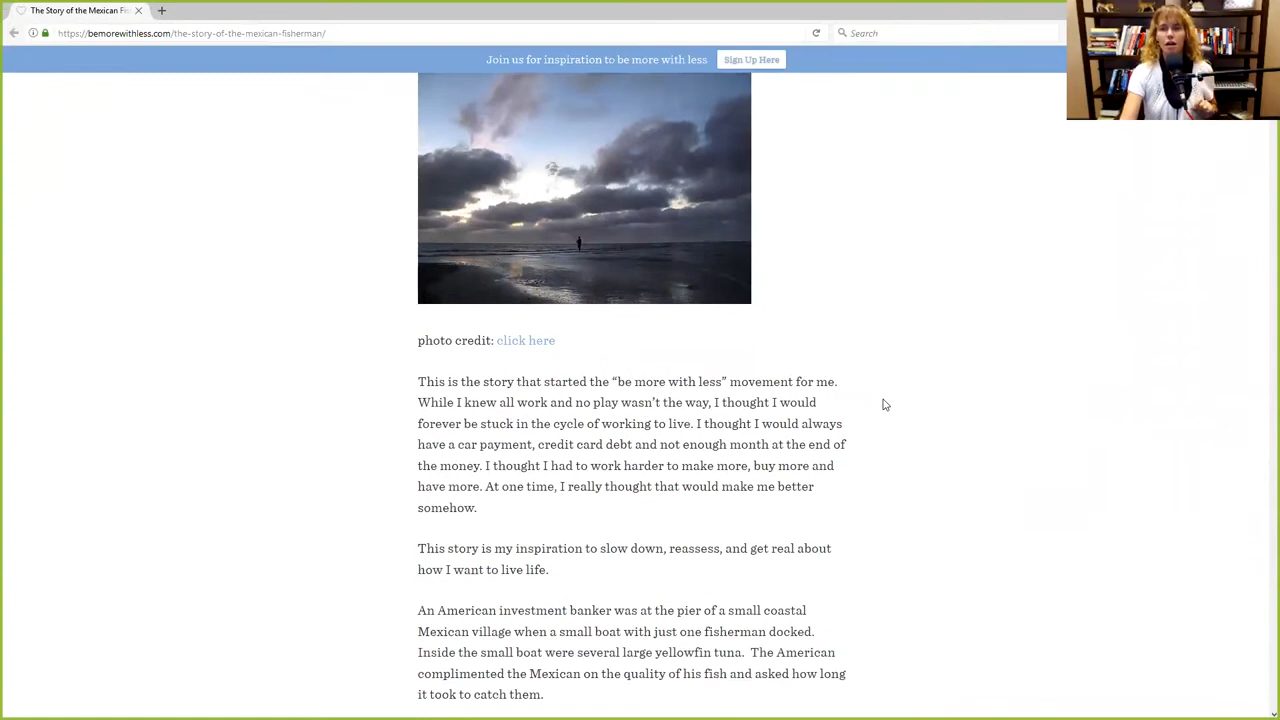 The Story of the Mexican Fis
https://bemorewithless.com/the-story-of-the-mexican-fisherman/
Search
Join us for inspiration to be more with less
Sign Up Here
photo credit: click here
This is the story that started the “be more with less” movement for me.
While I knew all work and no play wasn’t the way, I thought I would
forever be stuck in the cycle of working to live. I thought I would always
have a car payment, credit card debt and not enough month at the end of
the money. I thought I had to work harder to make more, buy more and
have more. At one time, I really thought that would make me better
somehow.
This story is my inspiration to slow down, reassess, and get real about
how I want to live life.
An American investment banker was at the pier of a small coastal
Mexican village when a small boat with just one fisherman docked.
Inside the small boat were several large yellowfin tuna.  The American
complimented the Mexican on the quality of his fish and asked how long
it took to catch them.